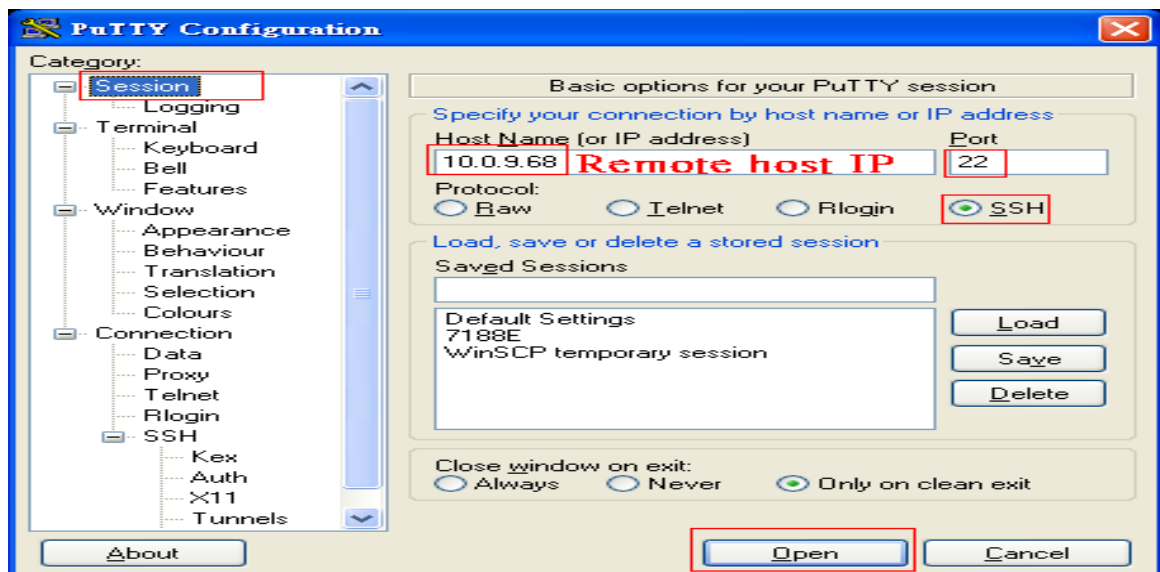 PuTTY Configuration
Category:
Session
Logging
Terminal
Keyboard
Bell
Features
Window
Appearance
Behaviour
Translation
Selection
Colours
Connection
Data
Proxy
Telnet
Rlogin
SSH
Kex
Auth
X11
Tunnels
Basic options for your PuTTY session
Specify your connection by host name or IP address
Host Name (or IP address) Port
10.0.9.68 Remote host IP 22
Protocol:
Raw Telnet Rlogin SSH
Load, save or delete a stored session
Saved Sessions
Default Settings
7188E
WinSCP temporary session
Load
Save
Delete
Close window on exit:
Always Never Only on clean exit
About Open Cancel